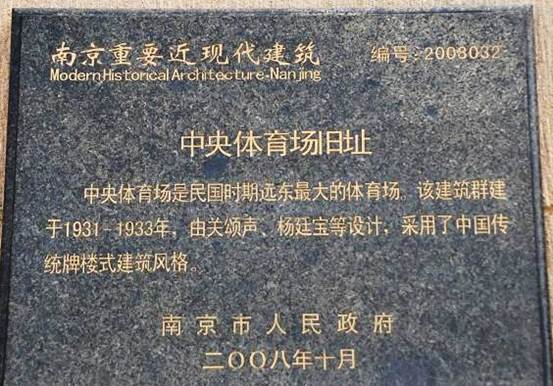 南京重要近现代建筑 编号:2008032
Modern Historical Architecture-Nanjing
中央体育场旧址
中央体育场是民国时期远东最大的体育场。该建筑群建
于1931-1933年，由关颂声、杨廷宝等设计，采用了中国传
统牌楼式建筑风格。
南京市人民政府
二〇〇八年十月